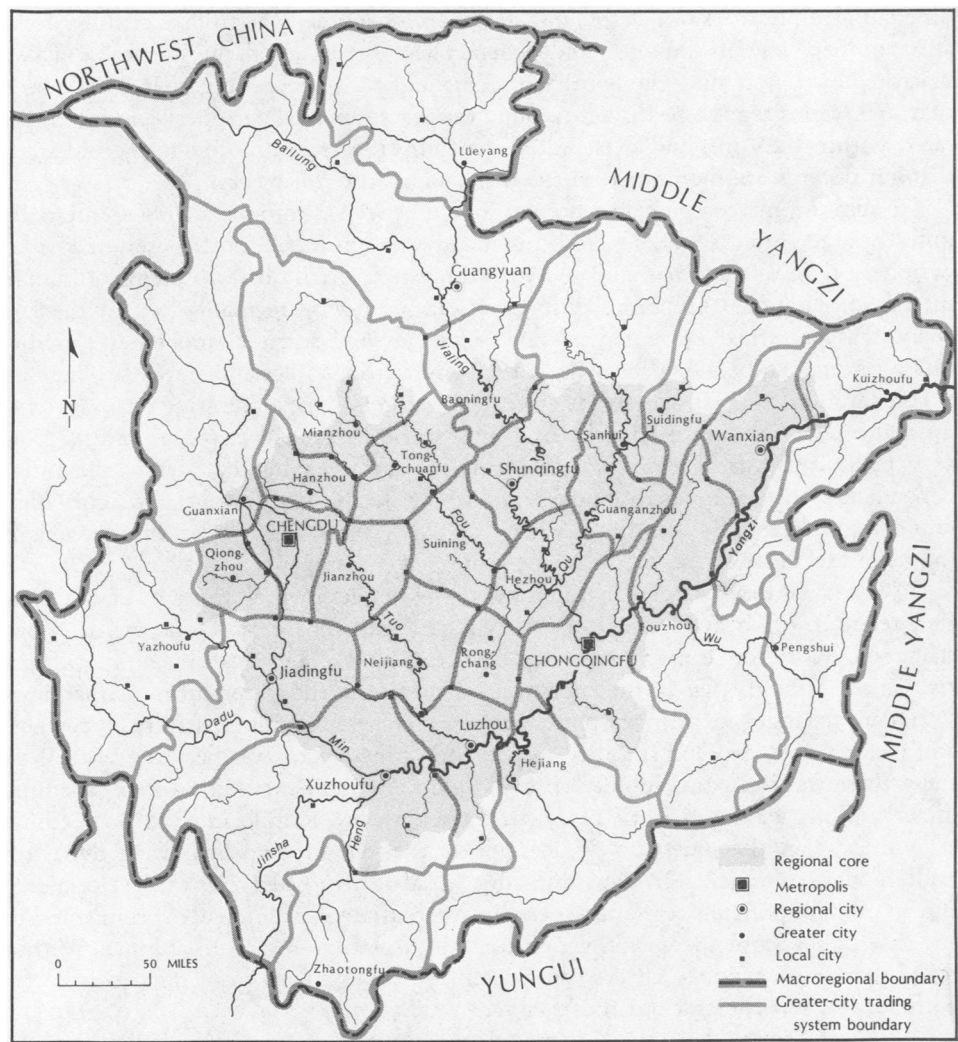 NORTHWEST CHINA
Bailung
Lüeyang
MIDDLE YANGZI
Guangyuan
Jialing
N
Baoningfu
Kuizhoufu
Mianzhou
Sanhui
Suidingfu
Wanxian
Tong-
chuanfu
Shunqingfu
Hanzhou
Guanxian
CHENGDU
Fou
Guanganzhou
Yangzi
Qiong-
zhou
Suining
Qu
Hezhou
Jianzhou
MIDDLE YANGZI
Tuo
Fouzhou
Wu
Yazhoufu
Neijiang
Rong-
chang
CHONGQINGFU
Pengshui
Jiadingfu
Dadu
Min
Luzhou
Hejiang
Xuzhoufu
Jinsha
Heng
Zhaotongfu
YUNGUI
0 50 MILES
Regional core
Metropolis
Regional city
Greater city
Local city
Macroregional boundary
Greater-city trading
system boundary